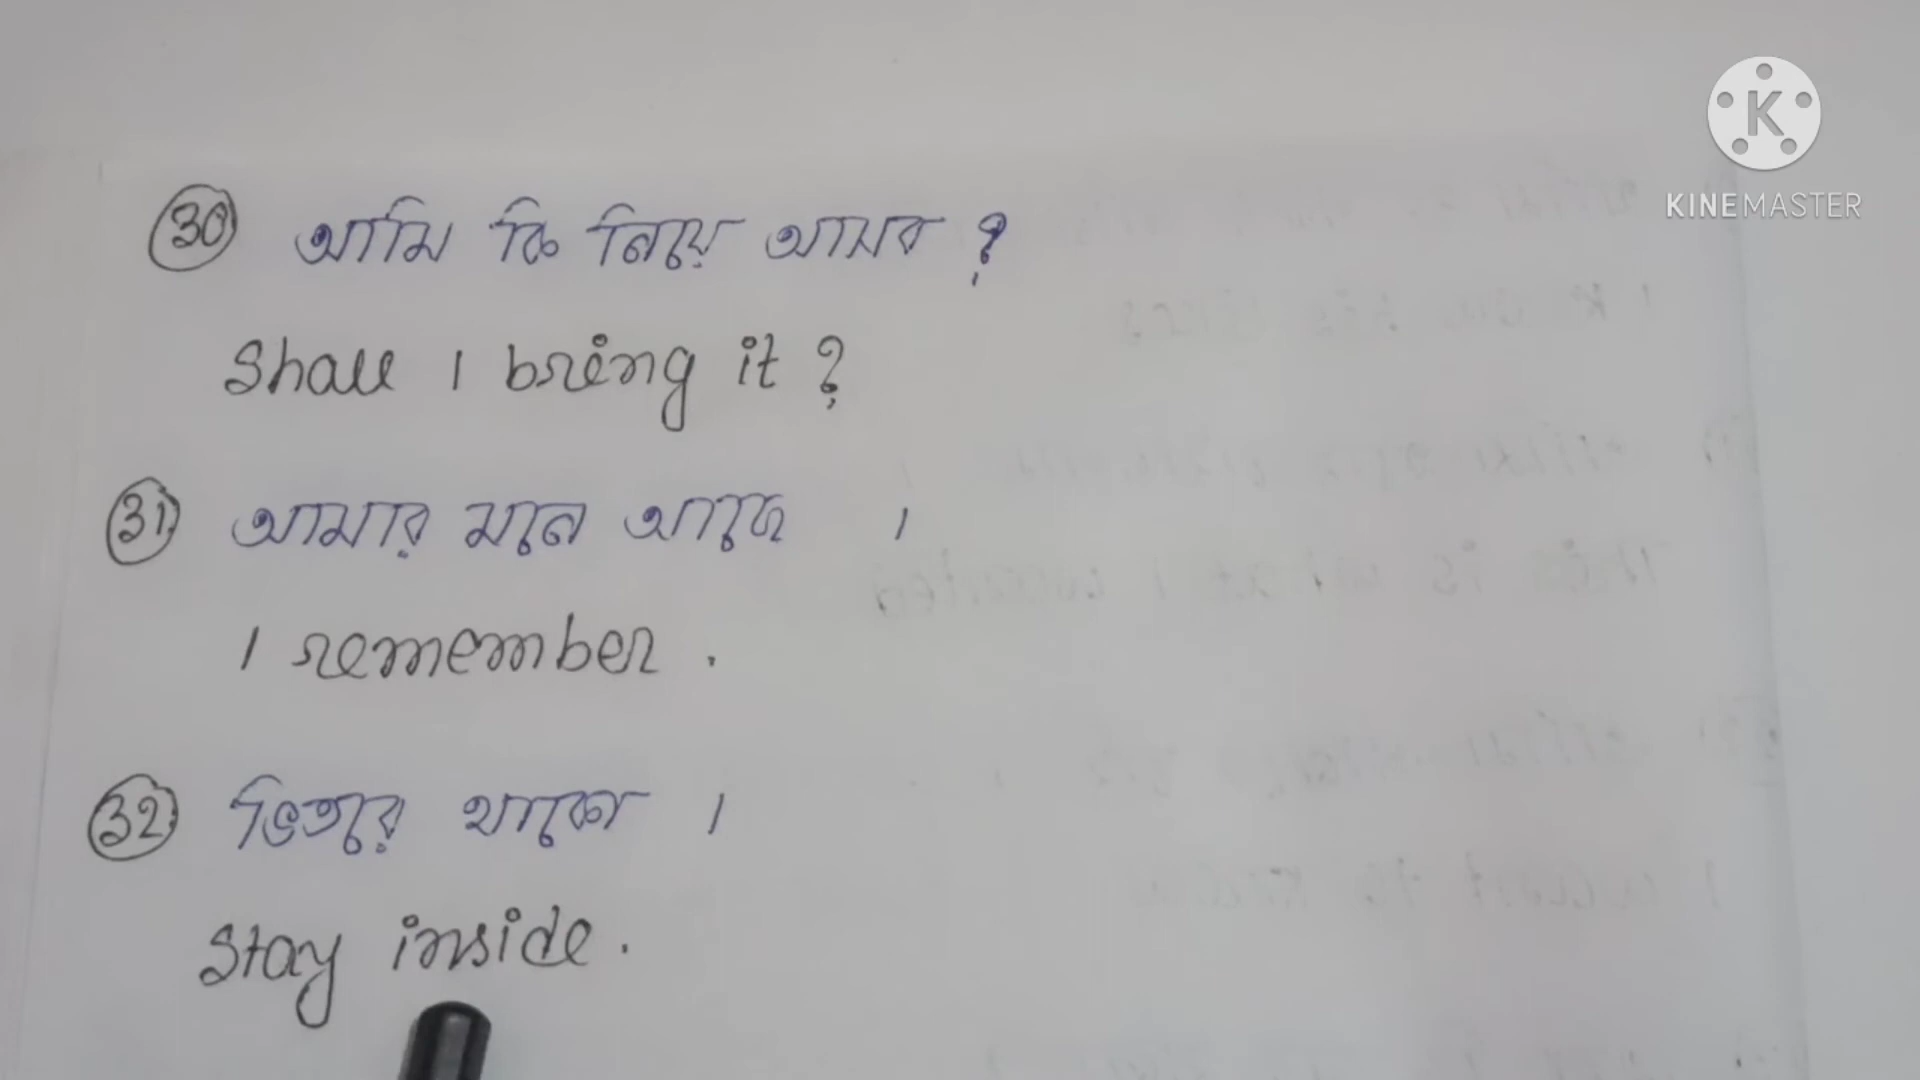 30 আমি কি নিয়ে আসব ?
Shall I bring it ?
31 আমার মনে আছে ।
I remember .
32 ভিতরে থাকো ।
Stay inside .
KINEMASTER